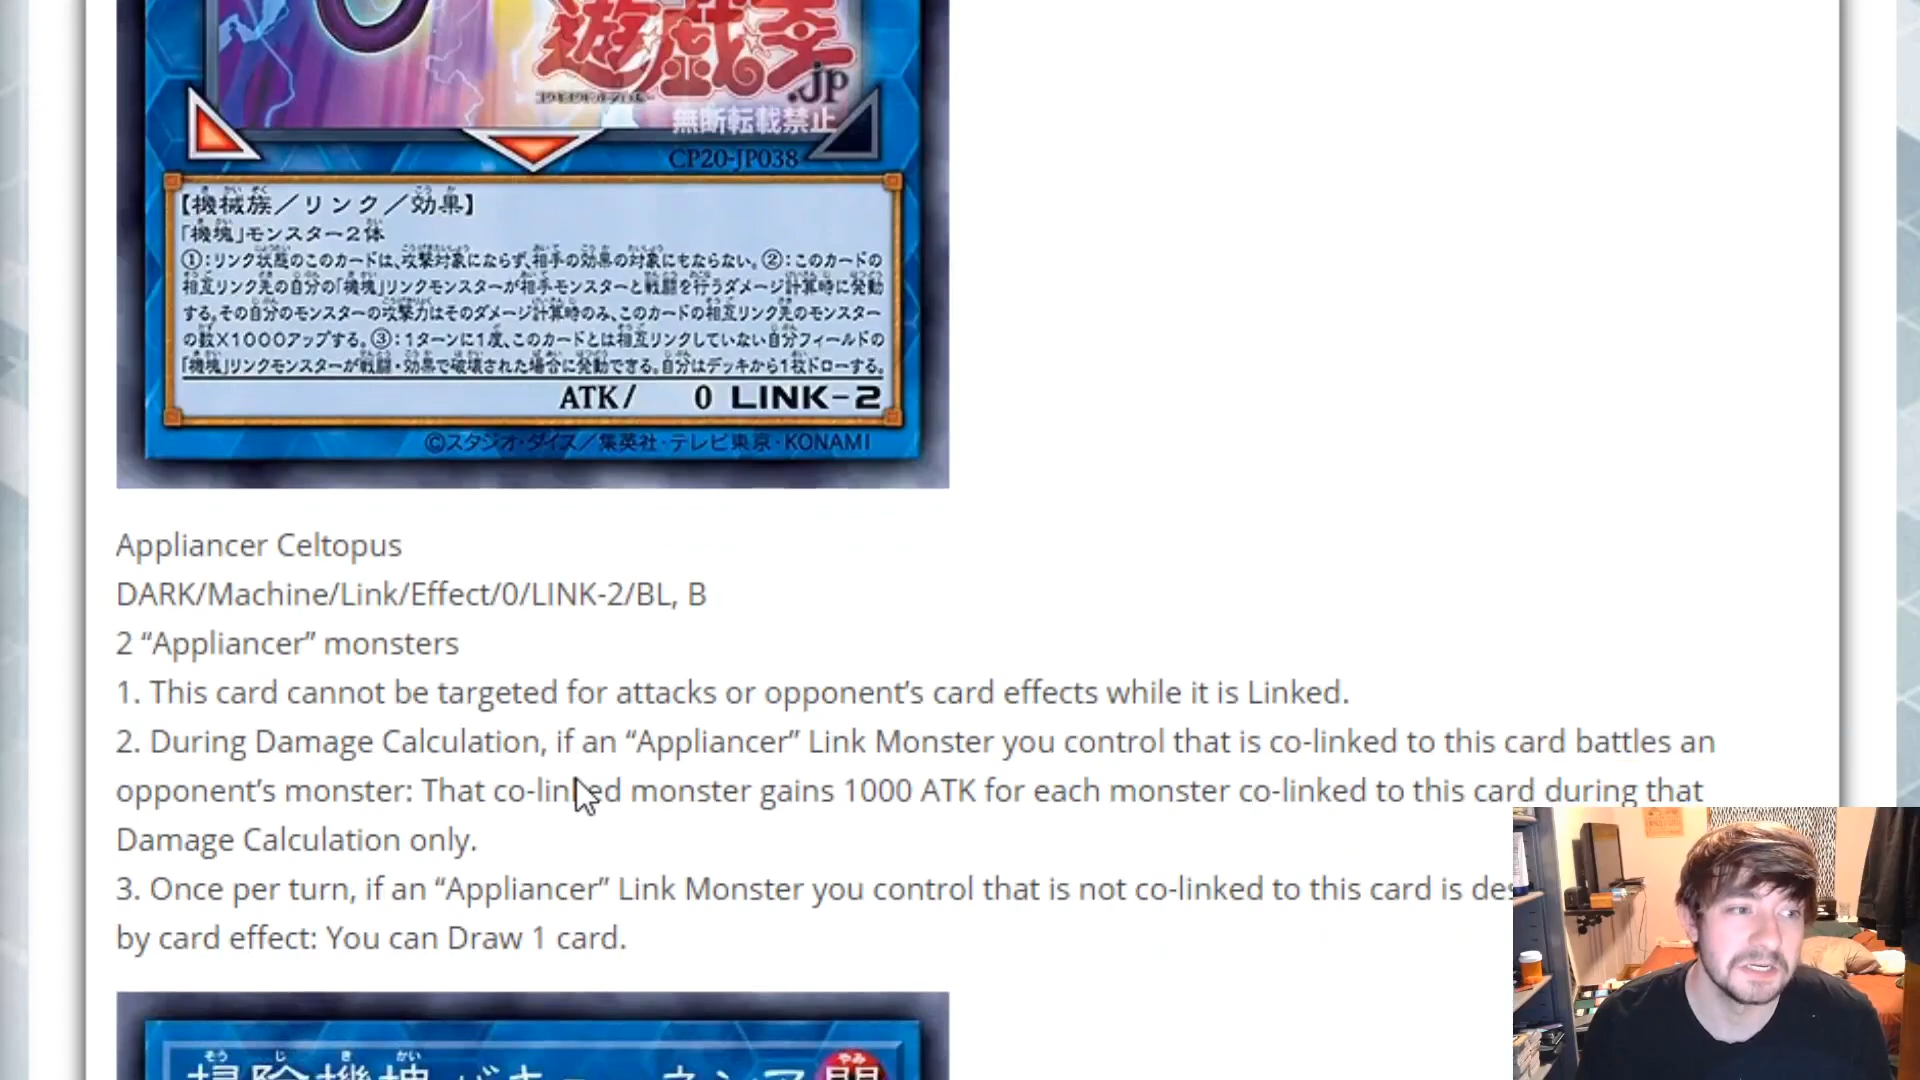 遊戯王
.jp
無断転載禁止
CP20-JP038
【機械族／リンク／効果】
「機塊」モンスター2体
①：リンク状態のこのカードは、攻撃対象にならず、相手の効果の対象にもならない。②：このカードの
相互リンク先の自分の「機塊」リンクモンスターが相手モンスターと戦闘を行うダメージ計算時に発動
する。その自分のモンスターの攻撃力はそのダメージ計算時のみ、このカードの相互リンク先のモンスター
の数×1000アップする。③：1ターンに1度、このカードとは相互リンクしていない自分フィールドの
「機塊」リンクモンスターが戦闘・効果で破壊された場合に発動できる。自分はデッキから1枚ドローする。
ATK/ 0 LINK-2
©スタジオ・ダイス／集英社・テレビ東京・KONAMI
Appliancer Celtopus
DARK/Machine/Link/Effect/0/LINK-2/BL, B
2 “Appliancer” monsters
1. This card cannot be targeted for attacks or opponent’s card effects while it is Linked.
2. During Damage Calculation, if an “Appliancer” Link Monster you control that is co-linked to this card battles an
opponent’s monster: That co-linked monster gains 1000 ATK for each monster co-linked to this card during that
Damage Calculation only.
3. Once per turn, if an “Appliancer” Link Monster you control that is not co-linked to this card is des
by card effect: You can Draw 1 card.